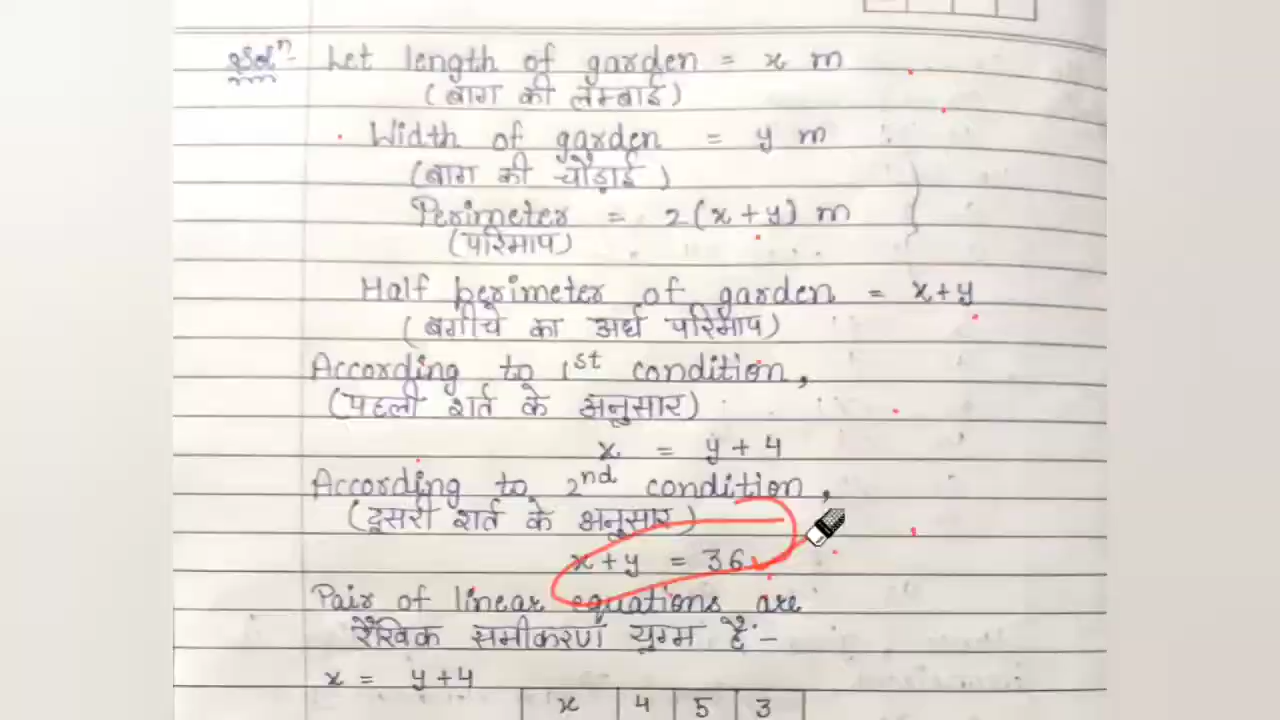 Solⁿ- Let length of garden = x m
(बाग की लम्बाई)
Width of garden = y m
(बाग की चौड़ाई)
Perimeter = 2(x+y) m
(परिमाप)
Half perimeter of garden = x+y
(बगीचे का अर्ध परिमाप)
According to 1st condition,
(पहली शर्त के अनुसार)
x = y + 4
According to 2nd condition,
(दूसरी शर्त के अनुसार)
x+y = 36
Pair of linear equations are
रैखिक समीकरण युग्म है:-
x = y+4
x 4 5 3